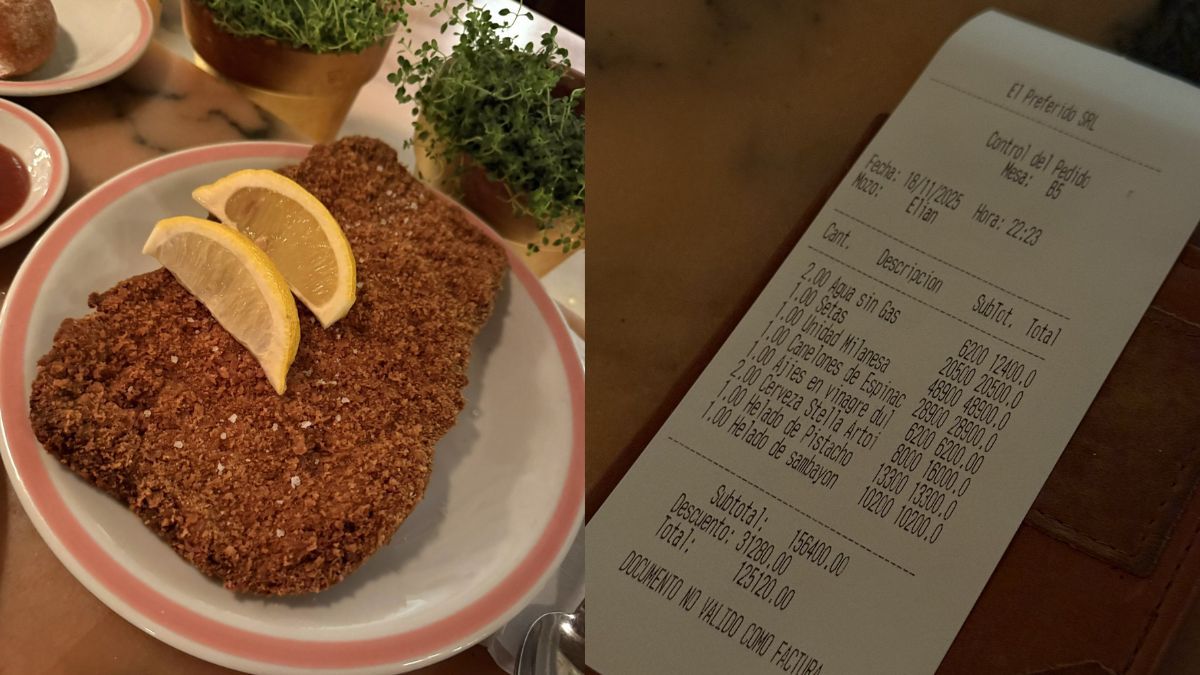 El Preferido SRL
Control del Pedido
Mesa: B5
Fecha: 18/11/2025 Hora: 22:23
Mozo: Elian
Cant. Descripcion SubTot. Total
2.00 Agua sin Gas 6200 12400.0
1.00 Setas 20500 20500.0
1.00 Unidad Milanesa 48900 48900.0
1.00 Canelones de Espinac 28900 28900.0
1.00 Ajies en vinagre dul 6200 6200.00
2.00 Cerveza Stella Artoi 8000 16000.0
1.00 Helado de Pistacho 13300 13300.0
1.00 Helado de sambayon 10200 10200.0
Subtotal: 156400.00
Descuento: 31280.00
Total: 125120.00
DOCUMENTO NO VALIDO COMO FACTURA